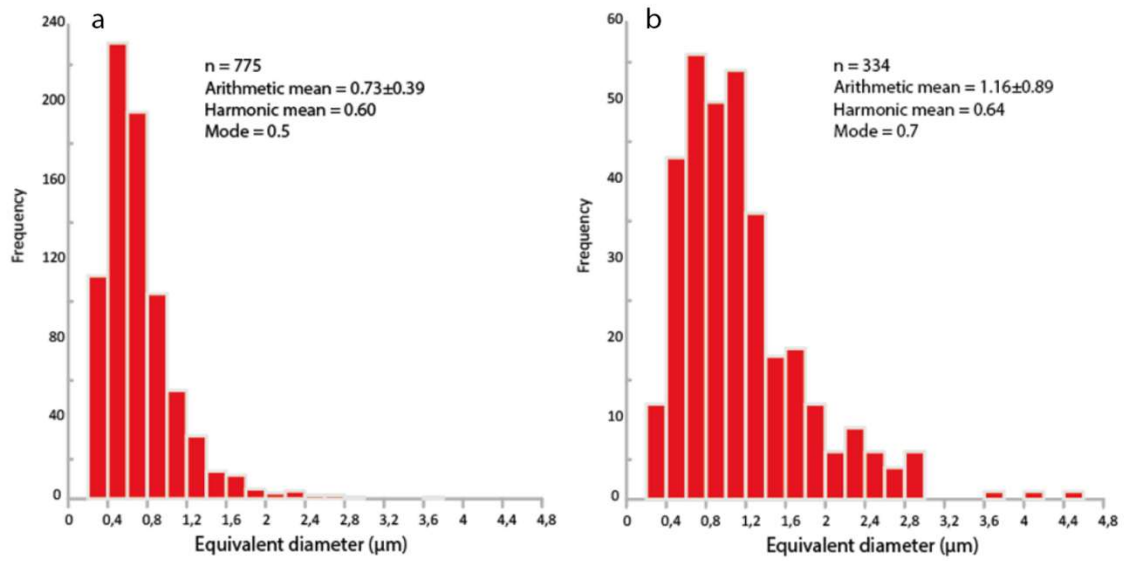 a
n = 775
Arithmetic mean = 0.73±0.39
Harmonic mean = 0.60
Mode = 0.5
Frequency
240
200
160
120
80
40
0
0 0,4 0,8 1,2 1,6 2 2,4 2,8 3,2 3,6 4 4,4 4,8
Equivalent diameter (µm)
b
n = 334
Arithmetic mean = 1.16±0.89
Harmonic mean = 0.64
Mode = 0.7
Frequency
60
50
40
30
20
10
0
0 0,4 0,8 1,2 1,6 2 2,4 2,8 3,2 3,6 4 4,4 4,8
Equivalent diameter (µm)